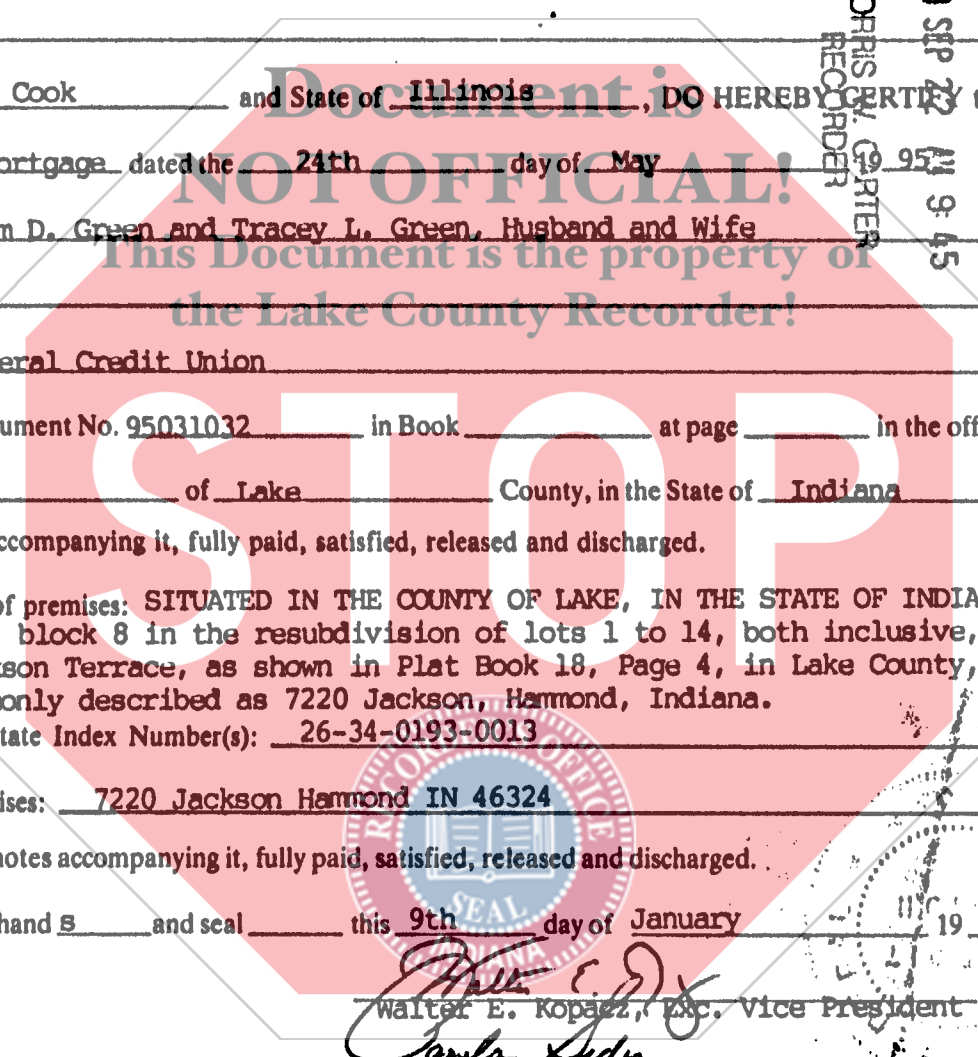 SEP 22 AM 9:45
RECORDER
Cook and State of Illinois, DO HEREBY CERTIFY
ortgage dated the 24th day of May 19 95
D. Green and Tracey L. Green, Husband and Wife
eral Credit Union
ument No. 95031032 in Book at page in the off
of Lake County, in the State of Indiana
ccompanying it, fully paid, satisfied, released and discharged.
of premises: SITUATED IN THE COUNTY OF LAKE, IN THE STATE OF INDIA
block 8 in the resubdivision of lots 1 to 14, both inclusive,
son Terrace, as shown in Plat Book 18, Page 4, in Lake County,
only described as 7220 Jackson, Hammond, Indiana.
tate Index Number(s): 26-34-0193-0013
ises: 7220 Jackson Hammond IN 46324
notes accompanying it, fully paid, satisfied, released and discharged.
hand s and seal this 9th day of January 19
Walter E. Kopacz, Exc. Vice President
Document is
NOT OFFICIAL!
This Document is the property of
the Lake County Recorder!
STOP
RECORDER'S OFFICE
SEAL
INDIANA